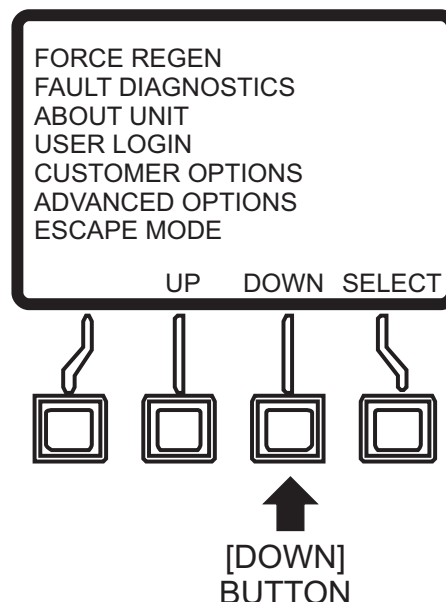 FORCE REGEN
FAULT DIAGNOSTICS
ABOUT UNIT
USER LOGIN
CUSTOMER OPTIONS
ADVANCED OPTIONS
ESCAPE MODE
UP DOWN SELECT
[DOWN]
BUTTON